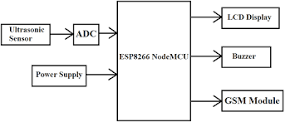 Ultrasonic
Sensor
ADC
Power Supply
ESP8266 NodeMCU
LCD Display
Buzzer
GSM Module